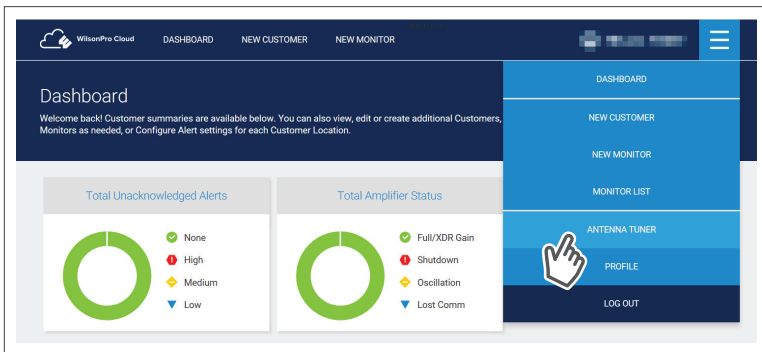 WilsonPro Cloud DASHBOARD NEW CUSTOMER NEW MONITOR
DASHBOARD
NEW CUSTOMER
NEW MONITOR
MONITOR LIST
ANTENNA TUNER
PROFILE
LOG OUT
Dashboard
Welcome back! Customer summaries are available below. You can also view, edit or create additional Customers,
Monitors as needed, or Configure Alert settings for each Customer Location.
Total Unacknowledged Alerts
None
High
Medium
Low
Total Amplifier Status
Full/XDR Gain
Shutdown
Oscillation
Lost Comm